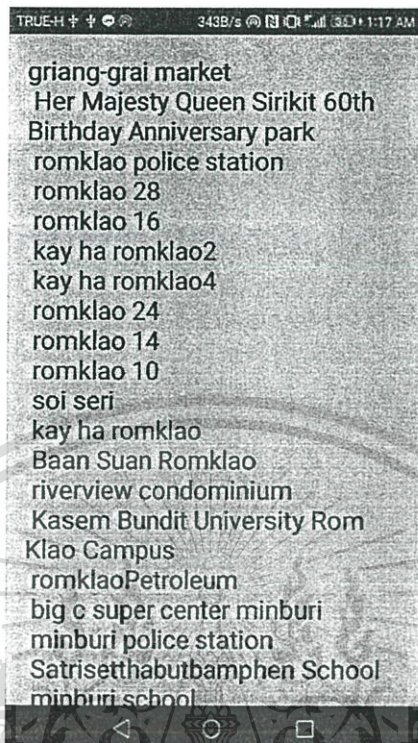 TRUE-H 343B/s 1:17 AM
griang-grai market
Her Majesty Queen Sirikit 60th
Birthday Anniversary park
romklao police station
romklao 28
romklao 16
kay ha romklao2
kay ha romklao4
romklao 24
romklao 14
romklao 10
soi seri
kay ha romklao
Baan Suan Romklao
riverview condominium
Kasem Bundit University Rom
Klao Campus
romklaoPetroleum
big c super center minburi
minburi police station
Satrisetthabutbamphen School
minburi school